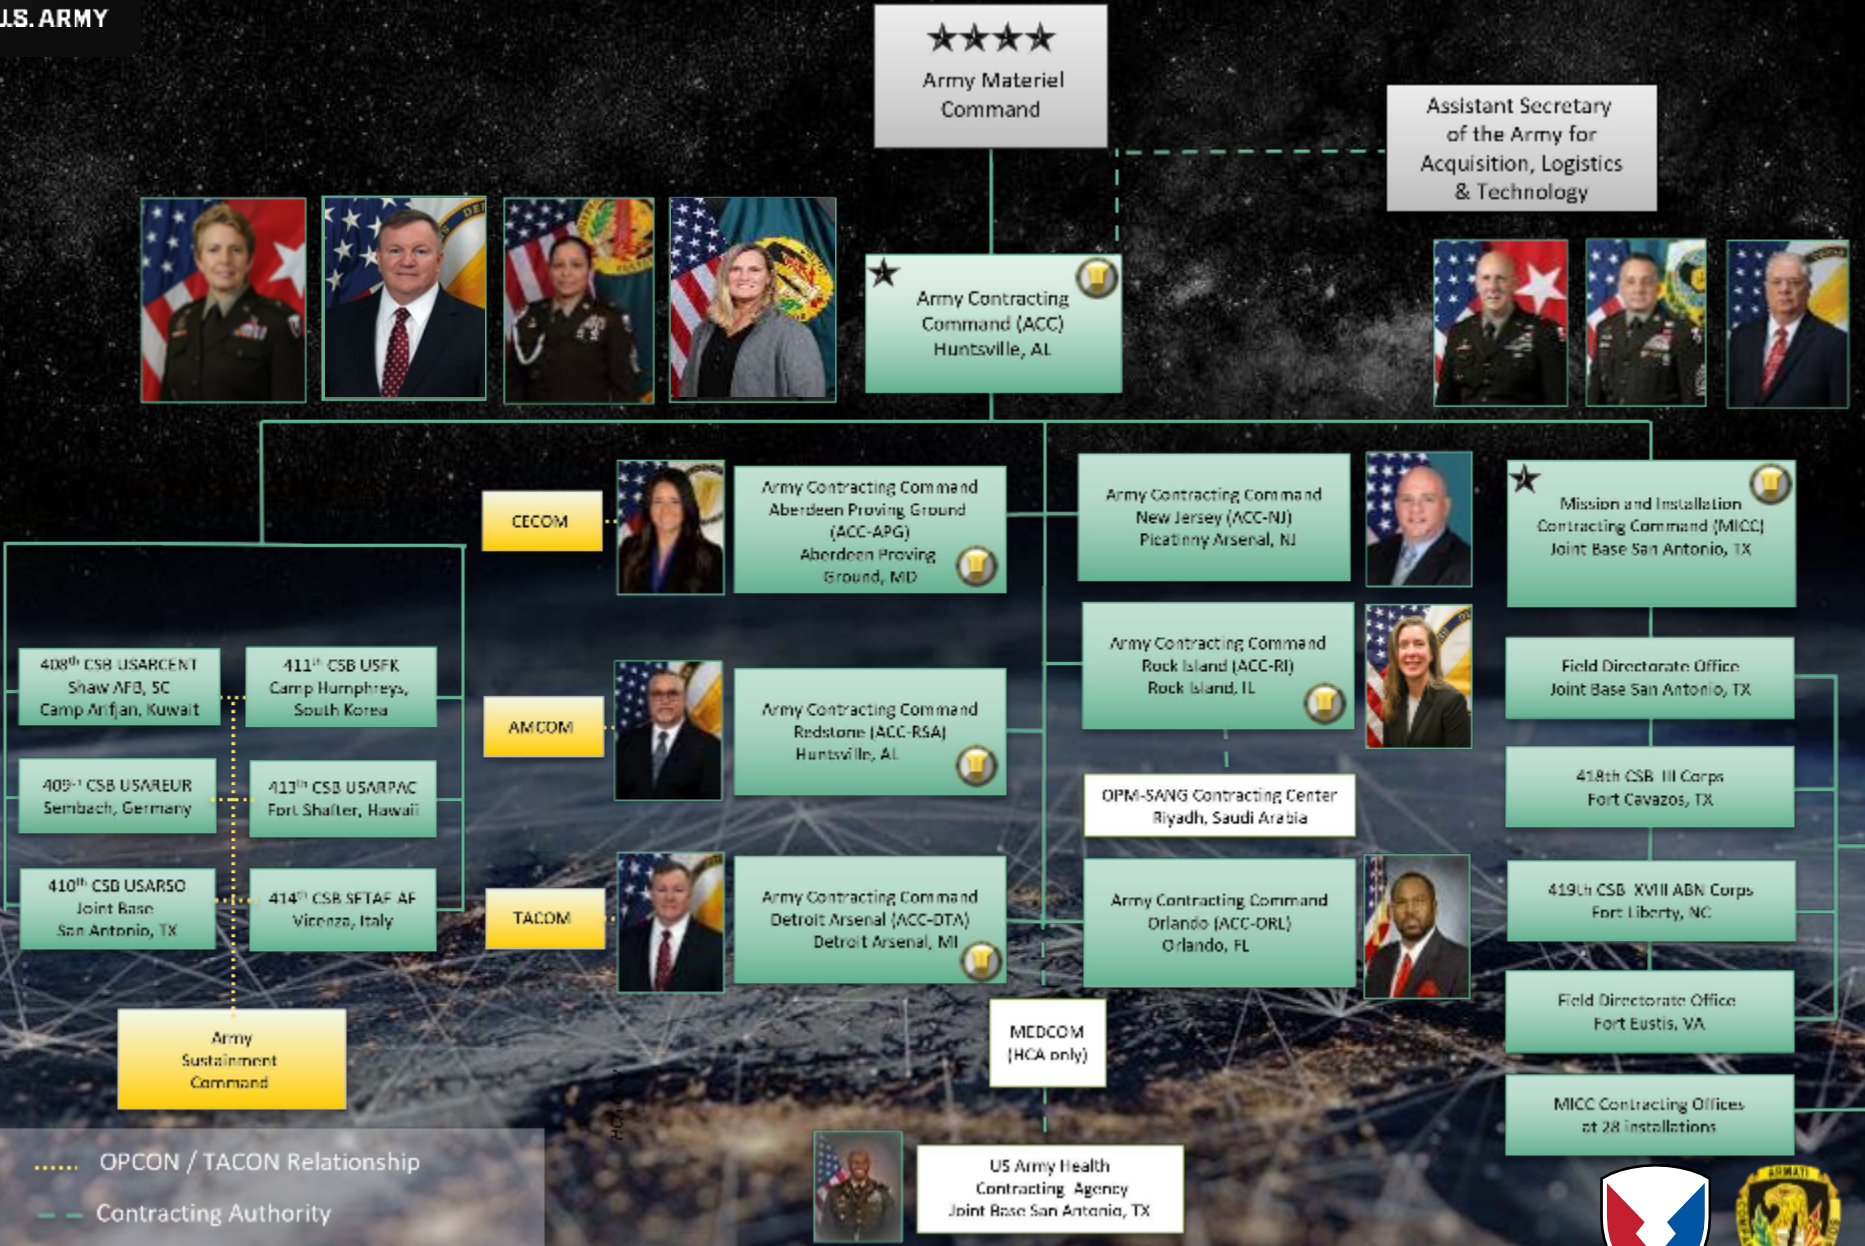 U.S. ARMY
Army Materiel
Command
Assistant Secretary
of the Army for
Acquisition, Logistics
& Technology
Army Contracting
Command (ACC)
Huntsville, AL
CECOM
Army Contracting Command
Aberdeen Proving Ground
(ACC-APG)
Aberdeen Proving
Ground, MD
Army Contracting Command
New Jersey (ACC-NJ)
Picatinny Arsenal, NJ
Mission and Installation
Contracting Command (MICC)
Joint Base San Antonio, TX
408th CSB USARCENT
Shaw AFB, SC
Camp Arifjan, Kuwait
411th CSB USFK
Camp Humphreys,
South Korea
409th CSB USAREUR
Sembach, Germany
413th CSB USARPAC
Fort Shafter, Hawaii
410th CSB USARSO
Joint Base
San Antonio, TX
414th CSB SETAF AF
Vicenza, Italy
Army
Sustainment
Command
AMCOM
Army Contracting Command
Redstone (ACC-RSA)
Huntsville, AL
Army Contracting Command
Rock Island (ACC-RI)
Rock Island, IL
OPM-SANG Contracting Center
Riyadh, Saudi Arabia
TACOM
Army Contracting Command
Detroit Arsenal (ACC-DTA)
Detroit Arsenal, MI
Army Contracting Command
Orlando (ACC-ORL)
Orlando, FL
MEDCOM
(HCA only)
US Army Health
Contracting Agency
Joint Base San Antonio, TX
Field Directorate Office
Joint Base San Antonio, TX
418th CSB III Corps
Fort Cavazos, TX
419th CSB XVIII ABN Corps
Fort Liberty, NC
Field Directorate Office
Fort Eustis, VA
MICC Contracting Offices
at 28 installations
OPCON / TACON Relationship
Contracting Authority
ARMATI